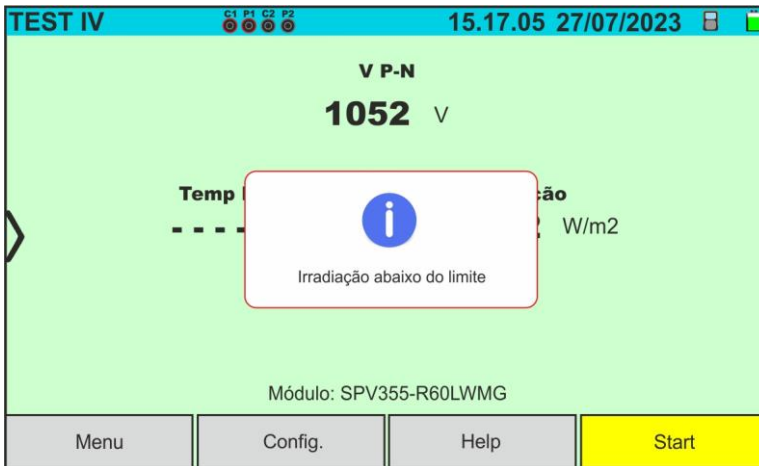 TEST IV C1 P1 C2 P2 15.17.05 27/07/2023
V P-N
1052 V
Temp ção
- - - - W/m2
Irradiação abaixo do limite
Módulo: SPV355-R60LWMG
Menu Config. Help Start